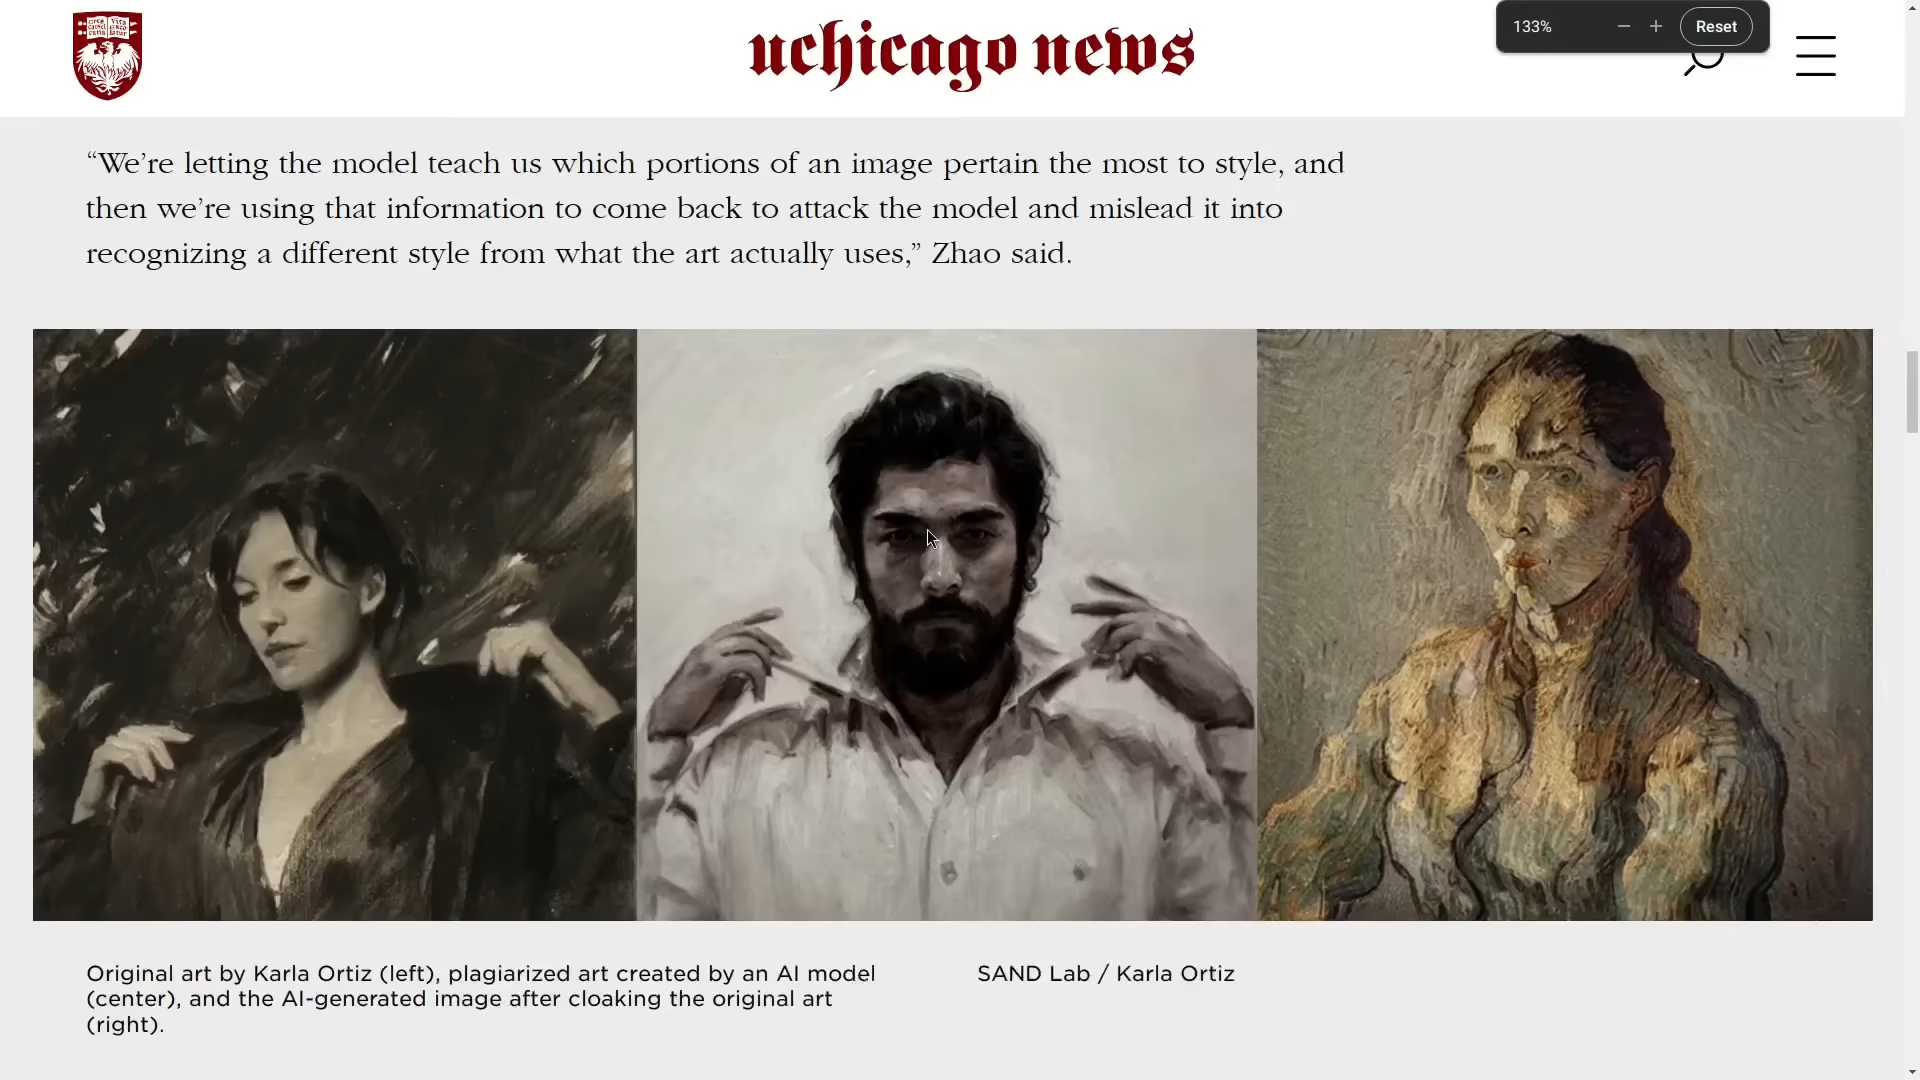 uchicago news
133%
Reset
“We’re letting the model teach us which portions of an image pertain the most to style, and
then we’re using that information to come back to attack the model and mislead it into
recognizing a different style from what the art actually uses,” Zhao said.
Original art by Karla Ortiz (left), plagiarized art created by an AI model
(center), and the AI-generated image after cloaking the original art
(right).
SAND Lab / Karla Ortiz